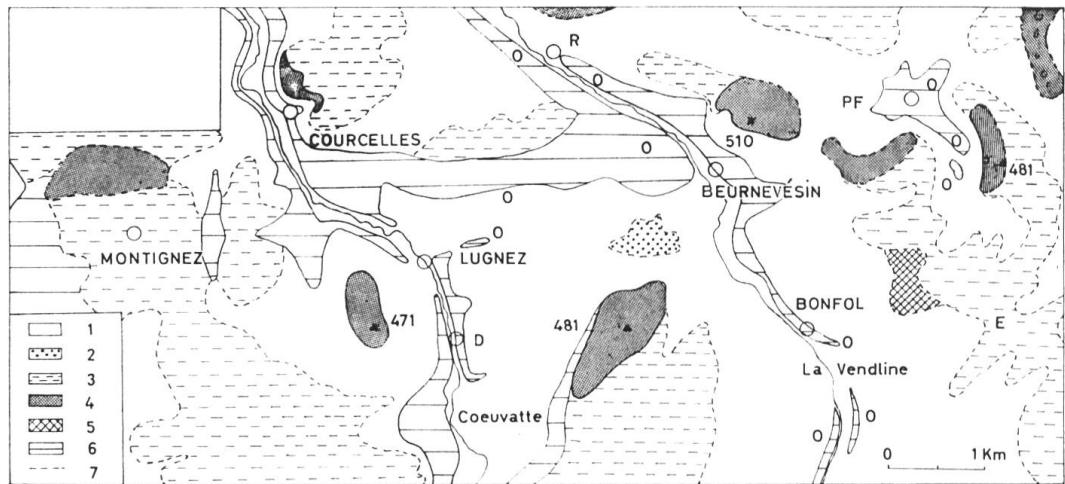 R
O
O
O
PF
COURCELLES
510
O
O
481
O
BEURNEVÉSIN
O
MONTIGNEZ
O
LUGNEZ
471
481
BONFOL
E
D
O
La Vendline
Coeuvatte
O
O
1
2
3
4
5
6
7
0 1 Km